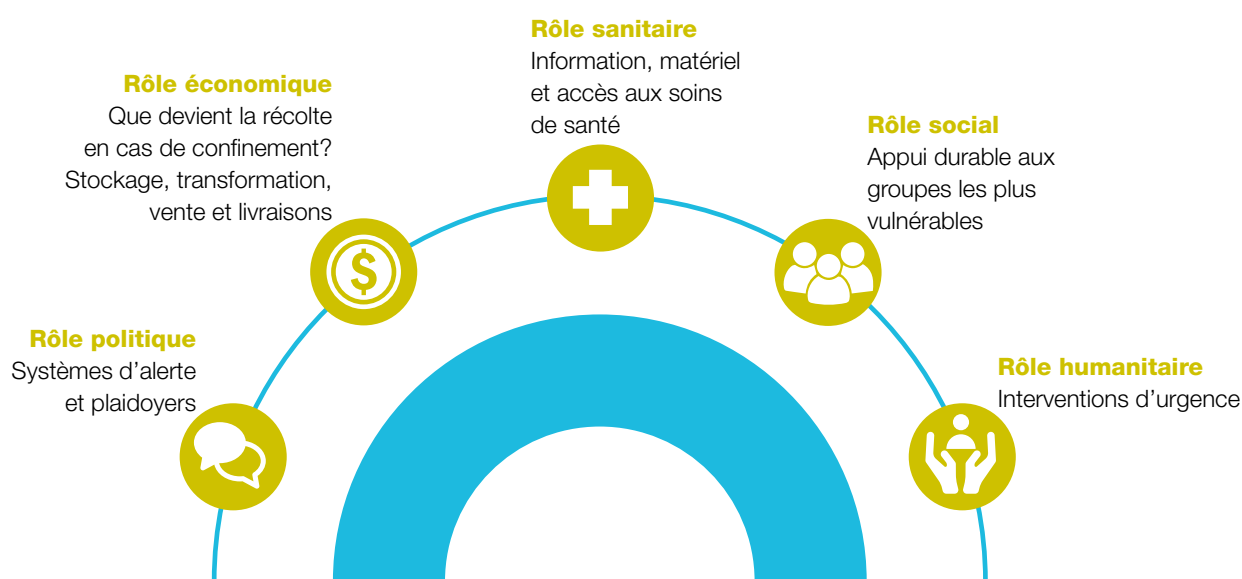 Rôle politique
Systèmes d'alerte
et plaidoyers
Rôle économique
Que devient la récolte
en cas de confinement?
Stockage, transformation,
vente et livraisons
Rôle sanitaire
Information, matériel
et accès aux soins
de santé
Rôle social
Appui durable aux
groupes les plus
vulnérables
Rôle humanitaire
Interventions d'urgence
$